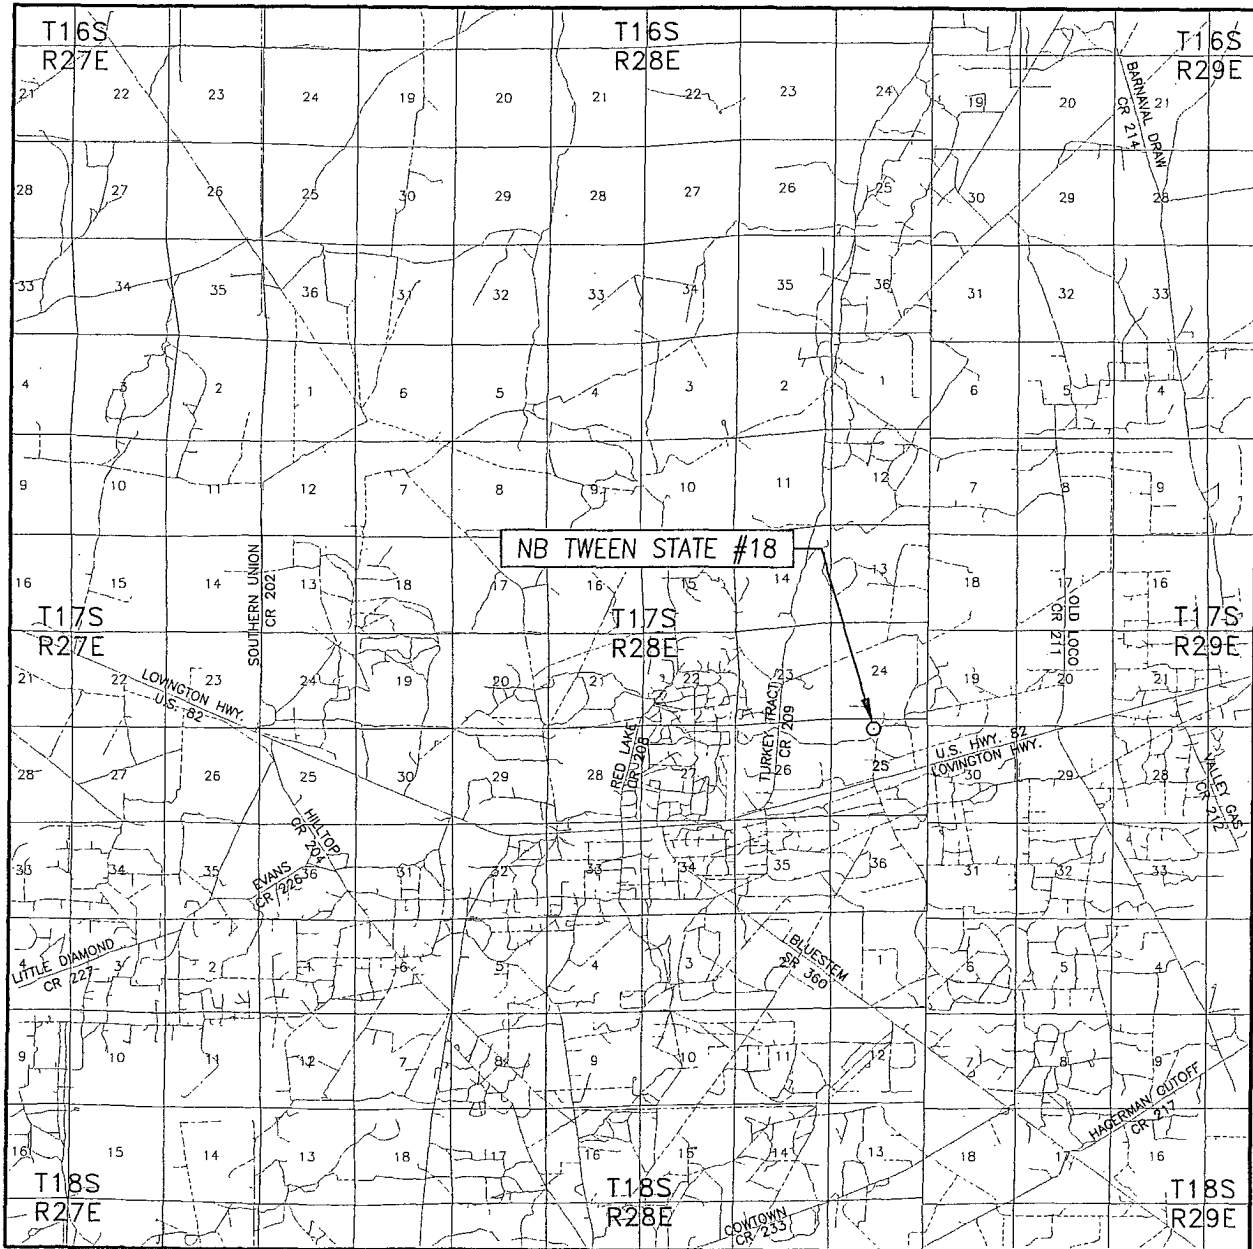 T16S
R27E
T16S
R28E
T16S
R29E
21 22 23 24 19 20 21 22 23 24 19 20 21
BARNAVAL DRAW
CR 214
28 27 26 25 30 29 28 27 26 25 30 29 28
33 34 35 36 31 32 33 34 35 36 31 32 33
4 3 2 1 6 5 4 3 2 1 6 5 4
9 10 11 12 7 8 9 10 11 12 7 8 9
NB TWEEN STATE #18
16 15 14 13 18 17 16 15 14 13 18 17 16
SOUTHERN UNION
CR 202
OLD LOCO
CR 211
T17S
R27E
T17S
R28E
T17S
R29E
21 22 23 24 19 20 21 22 23 24 19 20 21
LOVINGTON HWY.
U.S. 82
RED LAKE
CR 208
TURKEY TRACT
CR 209
U.S. HWY. 82
LOVINGTON HWY.
VALLEY GAS
CR 212
28 27 26 25 30 29 28 27 26 25 30 29 28
HILLTOP
CR 204
EVANS
CR 226
33 34 35 36 31 32 33 34 35 36 31 32 33
LITTLE DIAMOND
CR 227
BLUESTEM
SR 360
4 3 2 1 6 5 4 3 2 1 6 5 4
9 10 11 12 7 8 9 10 11 12 7 8 9
HAGERMAN CUTOFF
CR 217
16 15 14 13 18 17 16 15 14 13 18 17 16
T18S
R27E
T18S
R28E
T18S
R29E
COWTOWN
CR 233